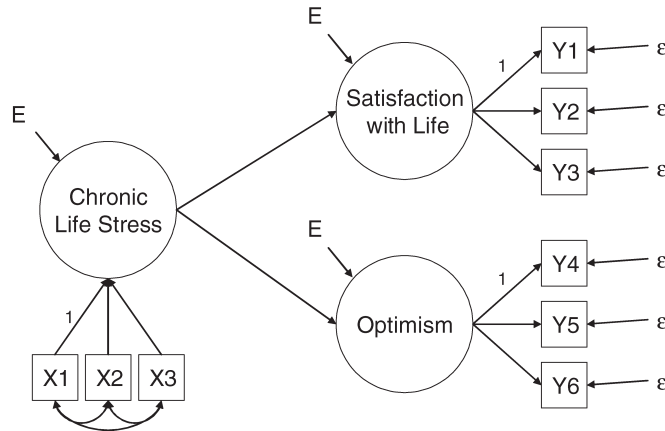 E
1
Y1
ε
Satisfaction
with Life
Y2
ε
Y3
ε
E
Chronic
Life Stress
E
1
Y4
ε
Optimism
Y5
ε
Y6
ε
1
X1
X2
X3